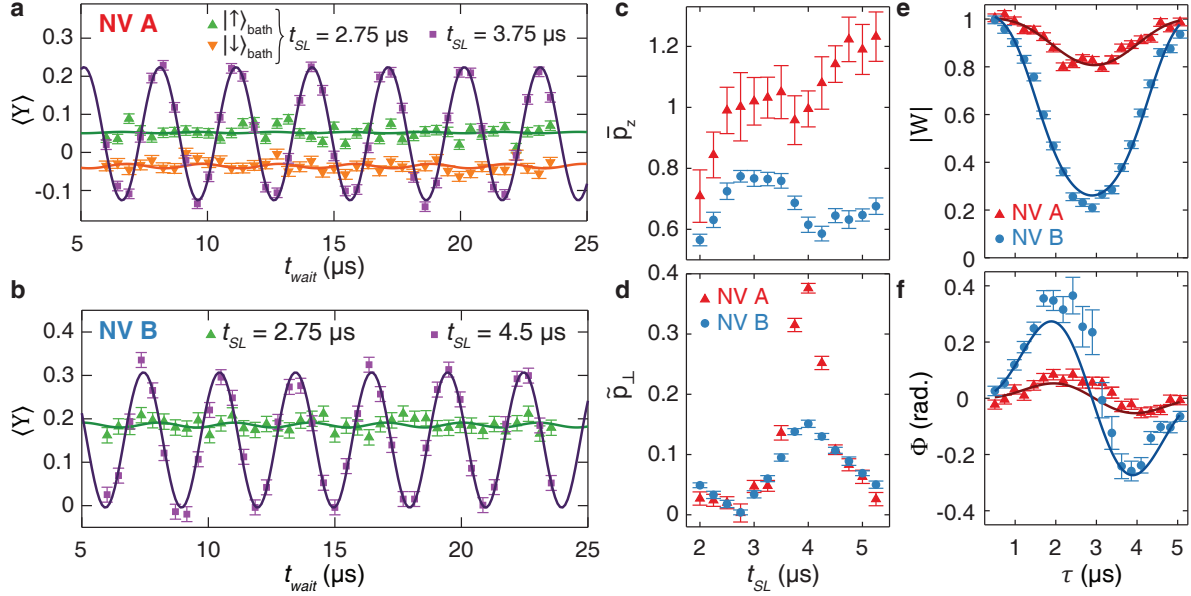 a
NV A
|↑⟩bath
|↓⟩bath
} tSL = 2.75 µs
tSL = 3.75 µs
0.3
0.2
0.1
0
-0.1
⟨Y⟩
5
10
15
20
25
twait (µs)
b
NV B
tSL = 2.75 µs
tSL = 4.5 µs
0.4
0.3
0.2
0.1
0
⟨Y⟩
5
10
15
20
25
twait (µs)
c
1.2
1
0.8
0.6
p̅z
d
NV A
NV B
0.4
0.3
0.2
0.1
0
p̃⊥
2
3
4
5
tSL (µs)
e
1
0.8
0.6
0.4
0.2
0
|W|
NV A
NV B
f
0.4
0.2
0
-0.2
-0.4
Φ (rad.)
1
2
3
4
5
τ (µs)